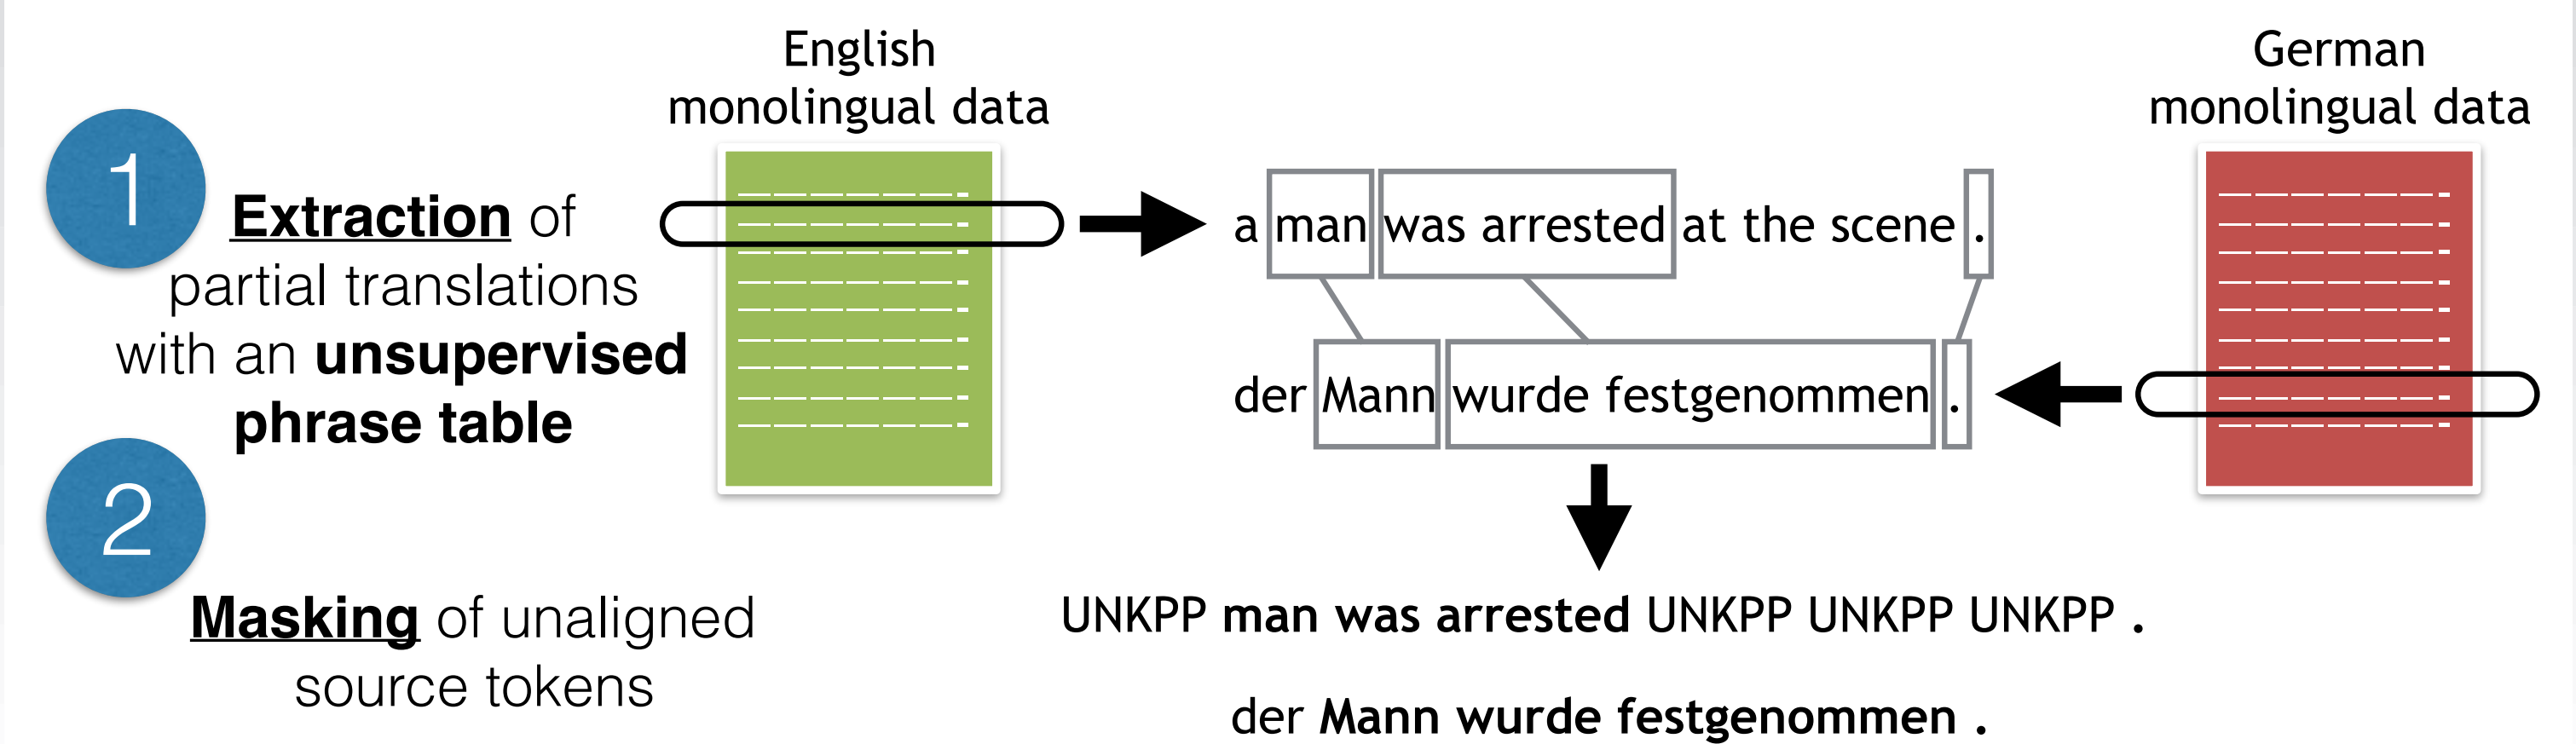 English
monolingual data
German
monolingual data
1
Extraction of
partial translations
with an unsupervised
phrase table
a man was arrested at the scene .
der Mann wurde festgenommen .
2
Masking of unaligned
source tokens
UNKPP man was arrested UNKPP UNKPP UNKPP .
der Mann wurde festgenommen .